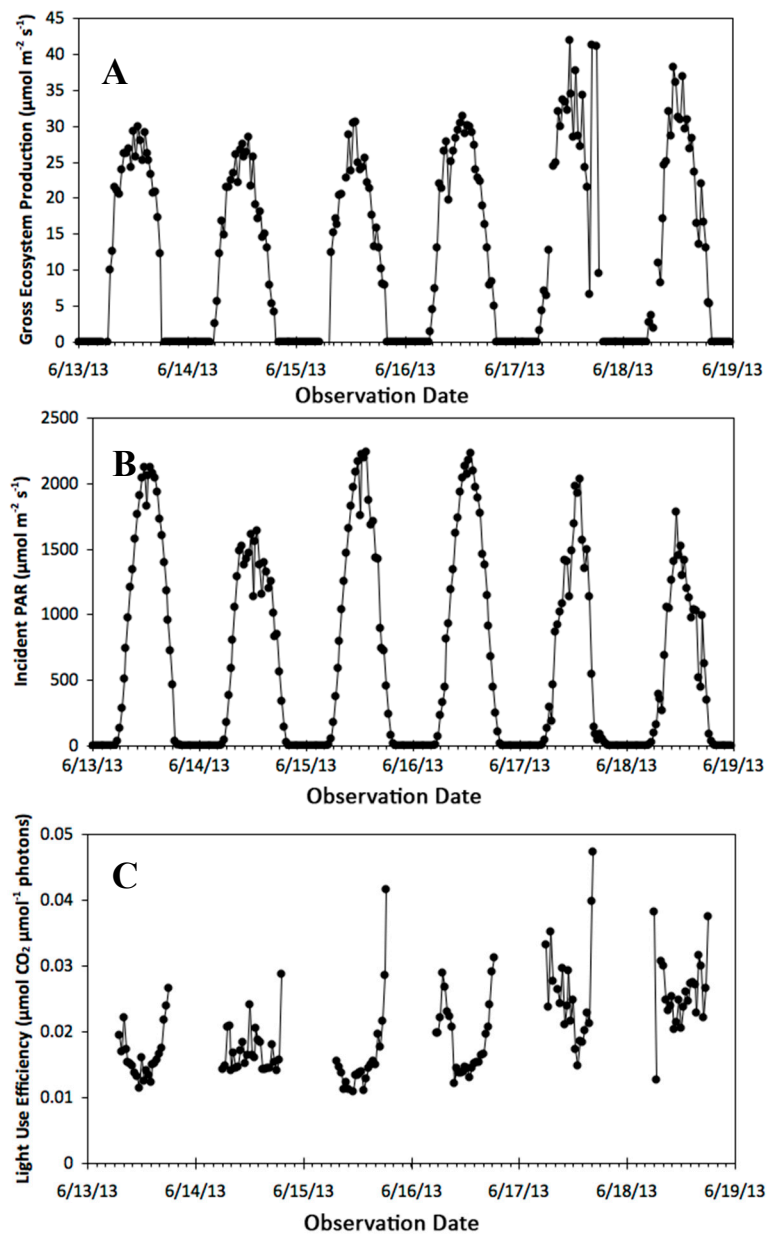 A
Gross Ecosystem Production (µmol m⁻² s⁻¹)
45
40
35
30
25
20
15
10
5
0
6/13/13 6/14/13 6/15/13 6/16/13 6/17/13 6/18/13 6/19/13
Observation Date
B
Incident PAR (µmol m⁻² s⁻¹)
2500
2000
1500
1000
500
0
6/13/13 6/14/13 6/15/13 6/16/13 6/17/13 6/18/13 6/19/13
Observation Date
C
Light Use Efficiency (µmol CO₂ µmol⁻¹ photons)
0.05
0.04
0.03
0.02
0.01
0
6/13/13 6/14/13 6/15/13 6/16/13 6/17/13 6/18/13 6/19/13
Observation Date